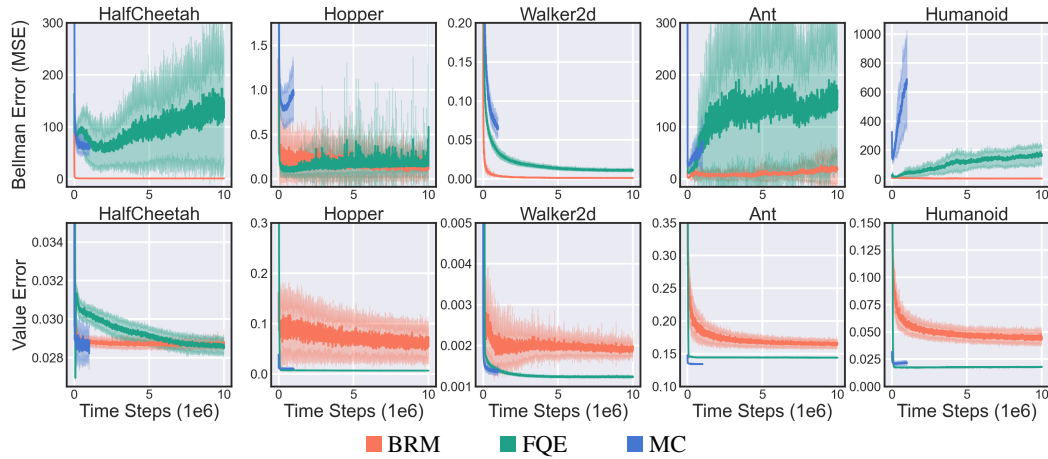 HalfCheetah Hopper Walker2d Ant Humanoid
Bellman Error (MSE)
300 200 100 0
1.5 1.0 0.5 0.0
0.20 0.15 0.10 0.05 0.00
300 200 100 0
1000 800 600 400 200 0
0 5 10 0 5 10 0 5 10 0 5 10 0 5 10
HalfCheetah Hopper Walker2d Ant Humanoid
Value Error
0.034 0.032 0.030 0.028
0.3 0.2 0.1 0.0
0.005 0.004 0.003 0.002 0.001
0.35 0.30 0.25 0.20 0.15 0.10
0.150 0.125 0.100 0.075 0.050 0.025 0.000
0 5 10 0 5 10 0 5 10 0 5 10 0 5 10
Time Steps (1e6) Time Steps (1e6) Time Steps (1e6) Time Steps (1e6) Time Steps (1e6)
BRM FQE MC